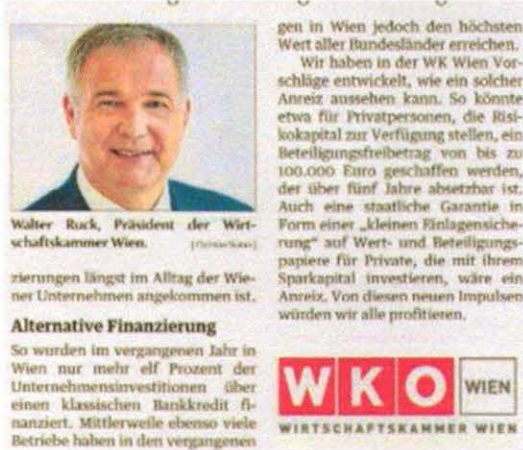 Walter Ruck, Präsident der Wirt-
schaftskammer Wien.
zierungen längst im Alltag der Wie-
ner Unternehmen angekommen ist.
Alternative Finanzierung
So wurden im vergangenen Jahr in
Wien nur mehr elf Prozent der
Unternehmensinvestitionen über
einen klassischen Bankkredit fi-
nanziert. Mittlerweile ebenso viele
Betriebe haben in den vergangenen
gen in Wien jedoch den höchsten
Wert aller Bundesländer erreichen.
Wir haben in der WK Wien Vor-
schläge entwickelt, wie ein solcher
Anreiz aussehen kann. So könnte
etwa für Privatpersonen, die Risi-
kokapital zur Verfügung stellen, ein
Beteiligungsfreibetrag von bis zu
100.000 Euro geschaffen werden,
der über fünf Jahre absetzbar ist.
Auch eine staatliche Garantie in
Form einer „kleinen Einlagensiche-
rung“ auf Wert- und Beteiligungs-
papiere für Private, die mit ihrem
Sparkapital investieren, wäre ein
Anreiz. Von diesen neuen Impulsen
würden wir alle profitieren.
WKO WIEN
WIRTSCHAFTSKAMMER WIEN